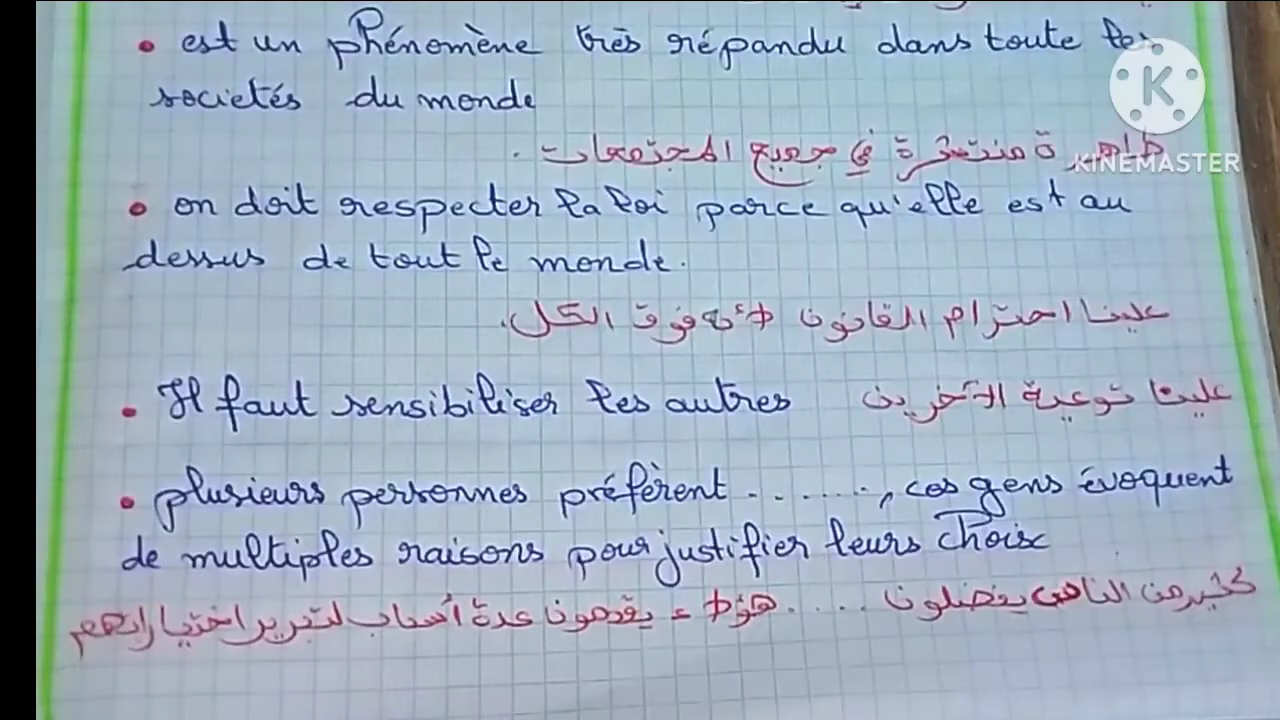 • est un phénomène très répandu dans toute les
societés du monde
ظاهرة منتشرة في جميع المجتمعات.
• on doit respecter la loi parce qu'elle est au
dessus de tout le monde.
علينا احترام القانون لأنه فوق الكل.
• Il faut sensibiliser les autres علينا توعية الآخرين
• plusieurs personnes préfèrent ......., ces gens évoquent
de multiples raisons pour justifier leurs choix
كثير من الناس يفضلون .... هؤلاء يقدمون عدة أسباب لتبرير اختياراتهم
K
KINEMASTER